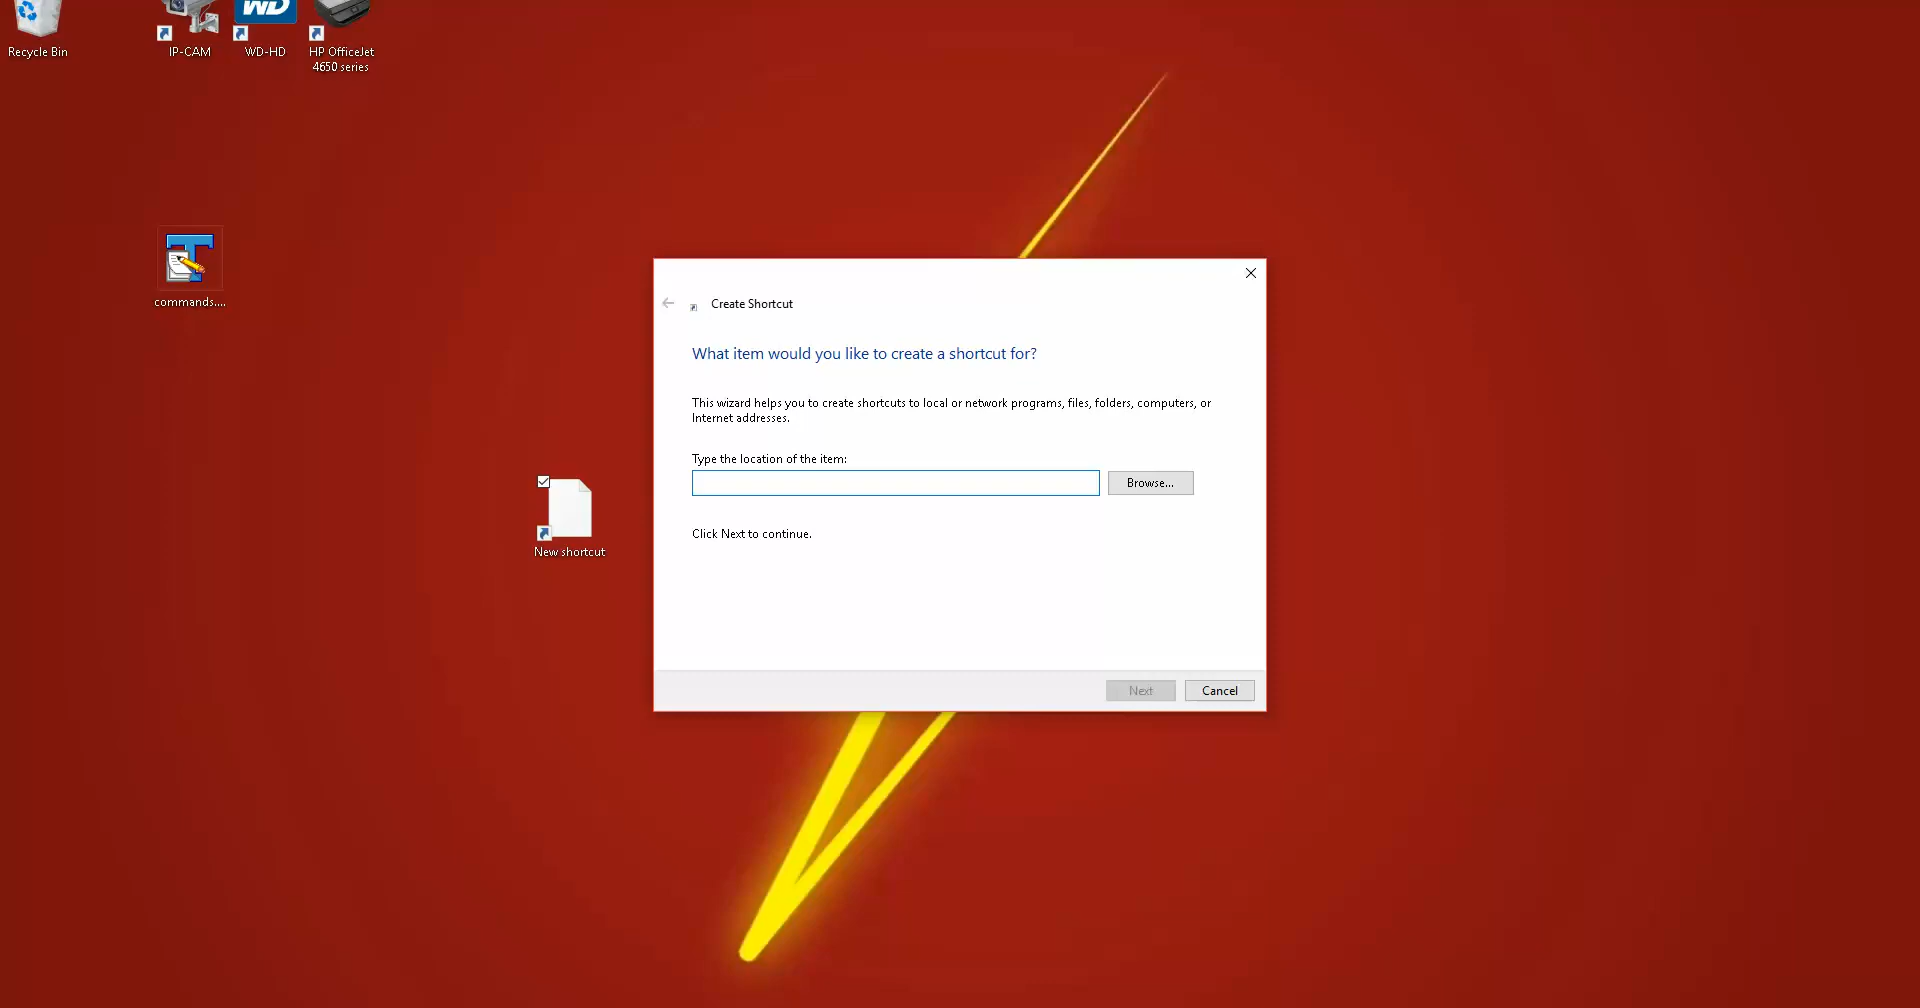 Recycle Bin
IP-CAM
WD
WD-HD
HP OfficeJet
4650 series
commands....
New shortcut
Create Shortcut
What item would you like to create a shortcut for?
This wizard helps you to create shortcuts to local or network programs, files, folders, computers, or
Internet addresses.
Type the location of the item:
Browse...
Click Next to continue.
Next
Cancel